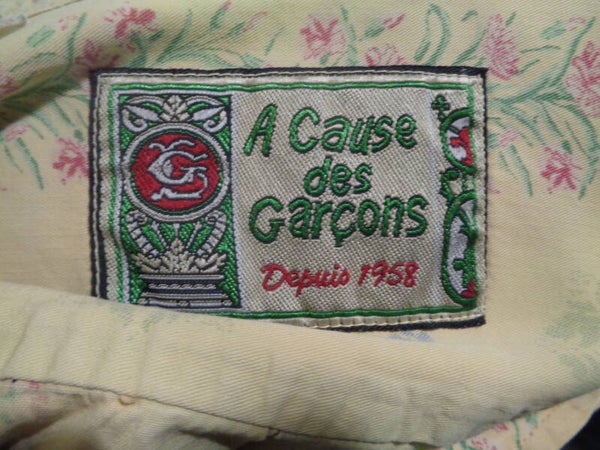 A Cause
des
Garçons
Depuis 1958